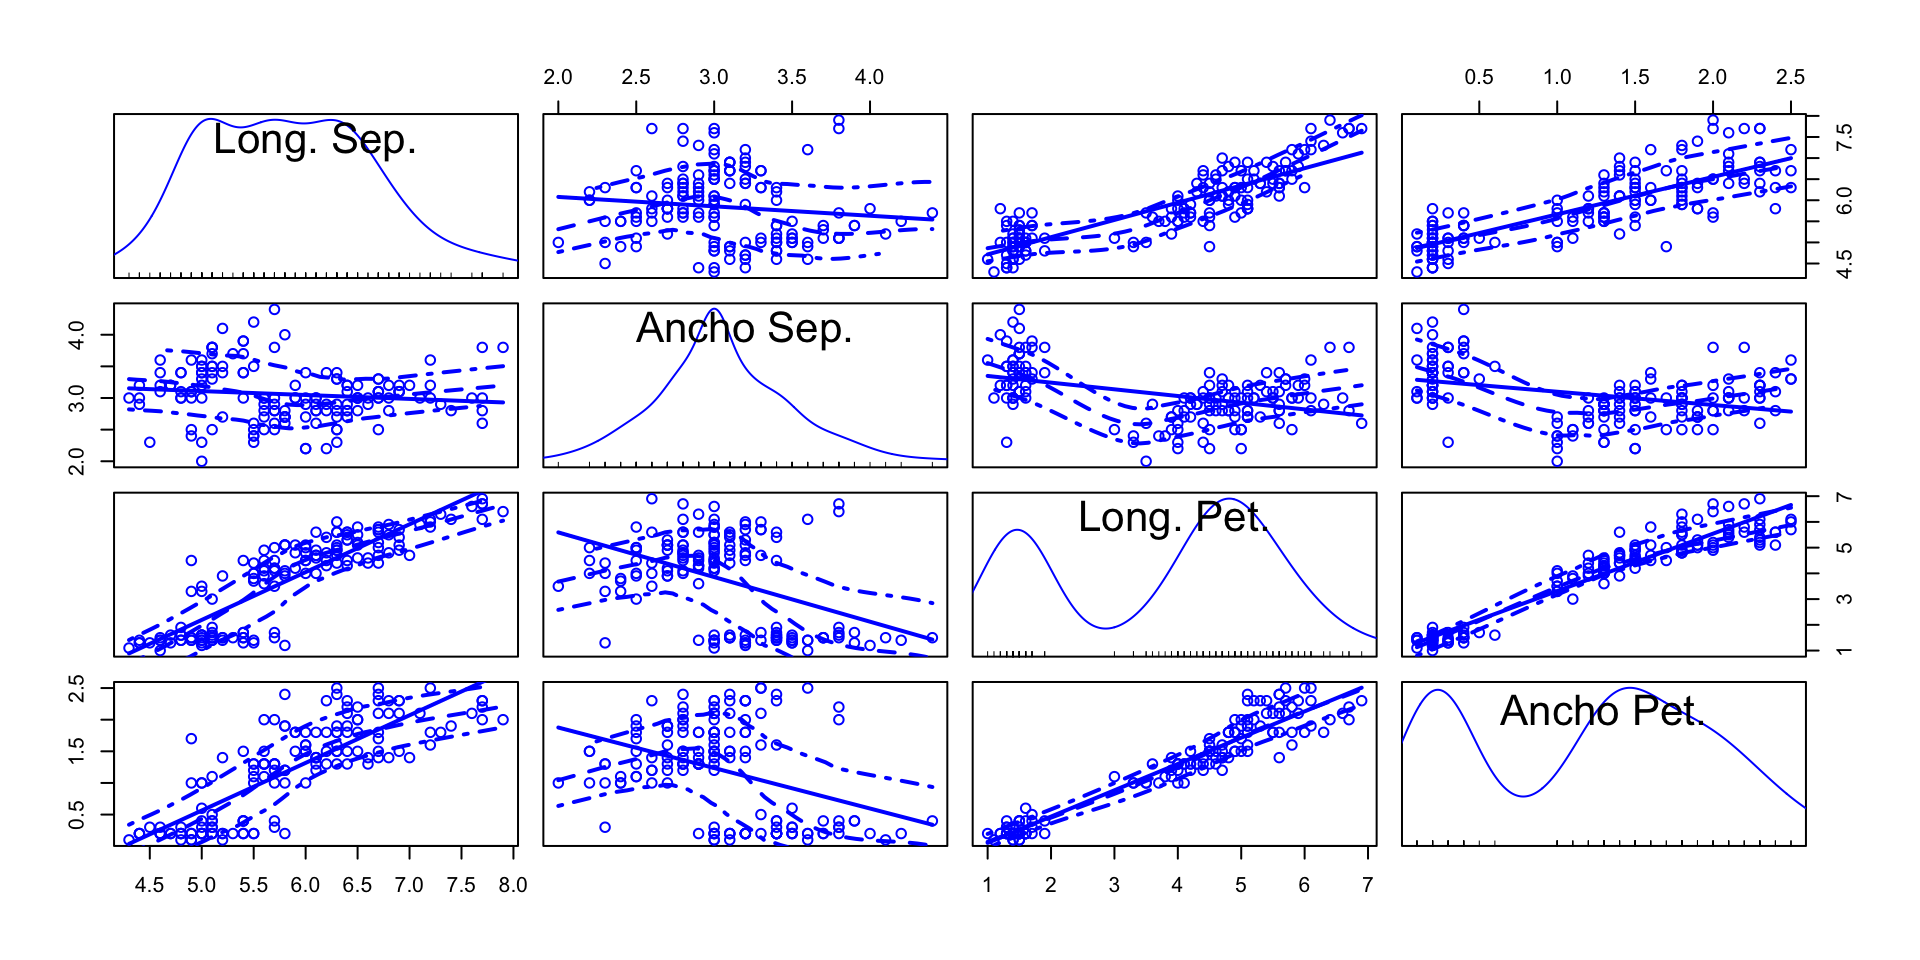 2.0 2.5 3.0 3.5 4.0
0.5 1.0 1.5 2.0 2.5
Long. Sep.
4.5 6.0 7.5
2.0 3.0 4.0
Ancho Sep.
Long. Pet.
1 3 5 7
0.5 1.5 2.5
Ancho Pet.
4.5 5.0 5.5 6.0 6.5 7.0 7.5 8.0
1 2 3 4 5 6 7